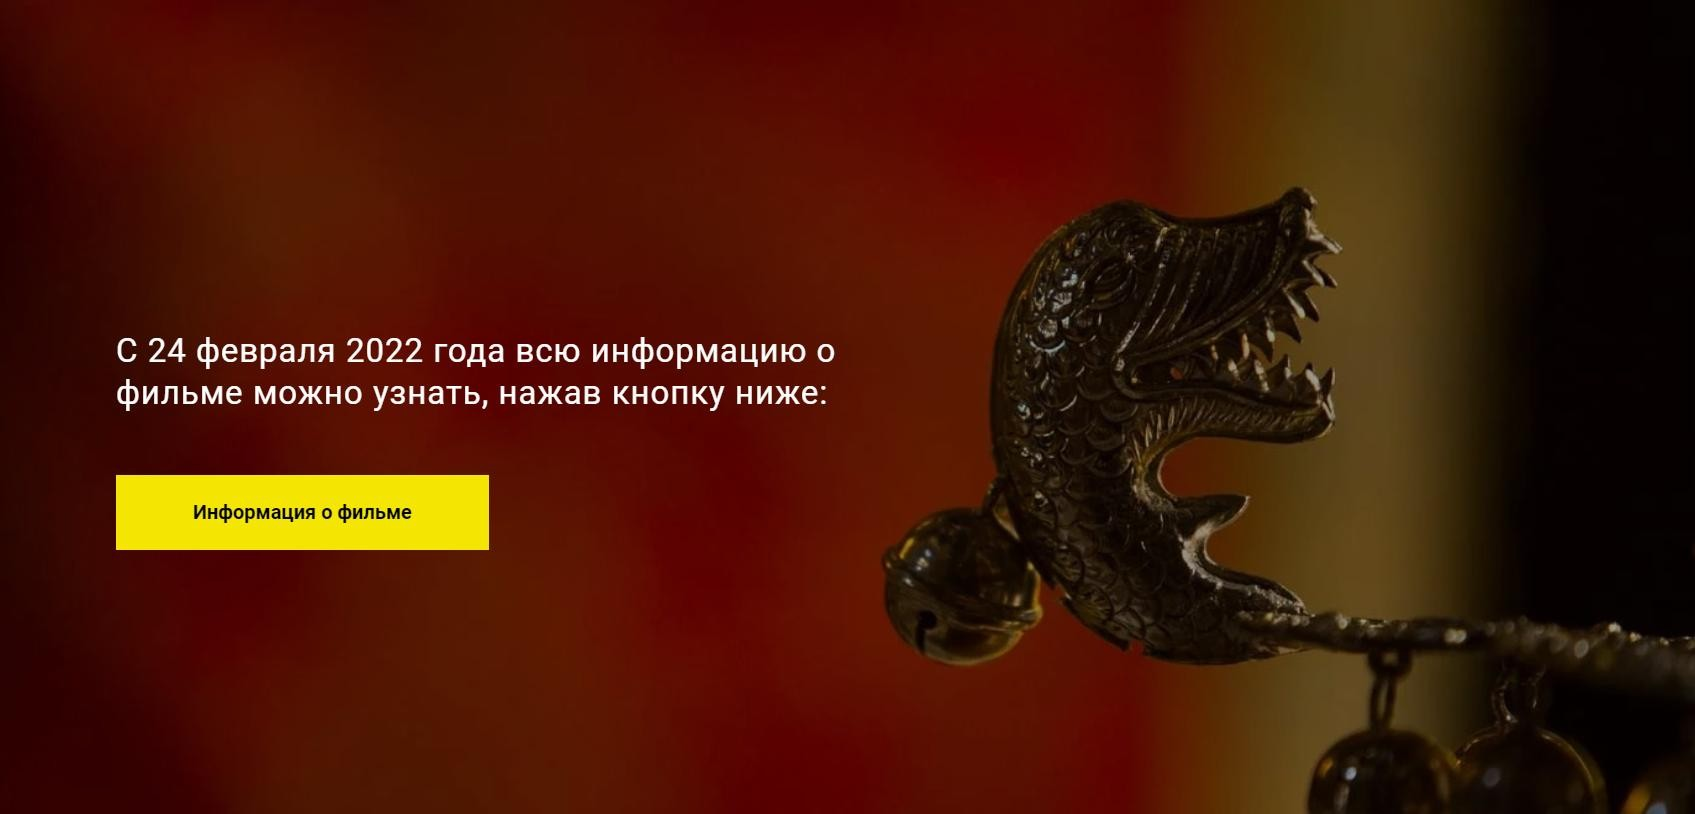 С 24 февраля 2022 года всю информацию о
фильме можно узнать, нажав кнопку ниже:
Информация о фильме